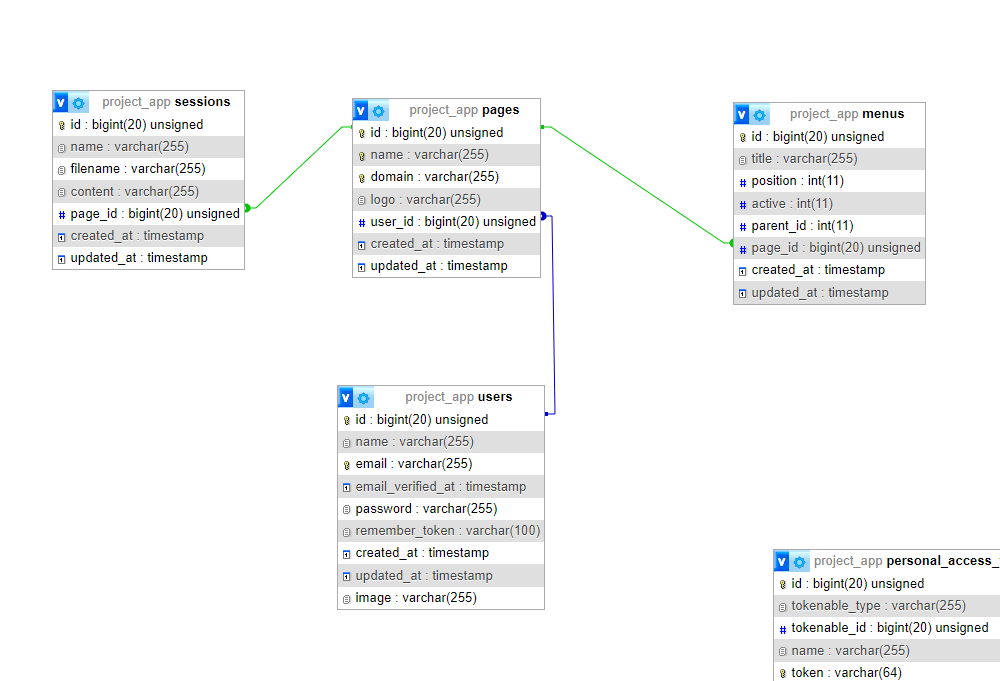 project_app sessions
id : bigint(20) unsigned
name : varchar(255)
filename : varchar(255)
content : varchar(255)
page_id : bigint(20) unsigned
created_at : timestamp
updated_at : timestamp
project_app pages
id : bigint(20) unsigned
name : varchar(255)
domain : varchar(255)
logo : varchar(255)
user_id : bigint(20) unsigned
created_at : timestamp
updated_at : timestamp
project_app menus
id : bigint(20) unsigned
title : varchar(255)
position : int(11)
active : int(11)
parent_id : int(11)
page_id : bigint(20) unsigned
created_at : timestamp
updated_at : timestamp
project_app users
id : bigint(20) unsigned
name : varchar(255)
email : varchar(255)
email_verified_at : timestamp
password : varchar(255)
remember_token : varchar(100)
created_at : timestamp
updated_at : timestamp
image : varchar(255)
project_app personal_access_
id : bigint(20) unsigned
tokenable_type : varchar(255)
tokenable_id : bigint(20) unsigned
name : varchar(255)
token : varchar(64)